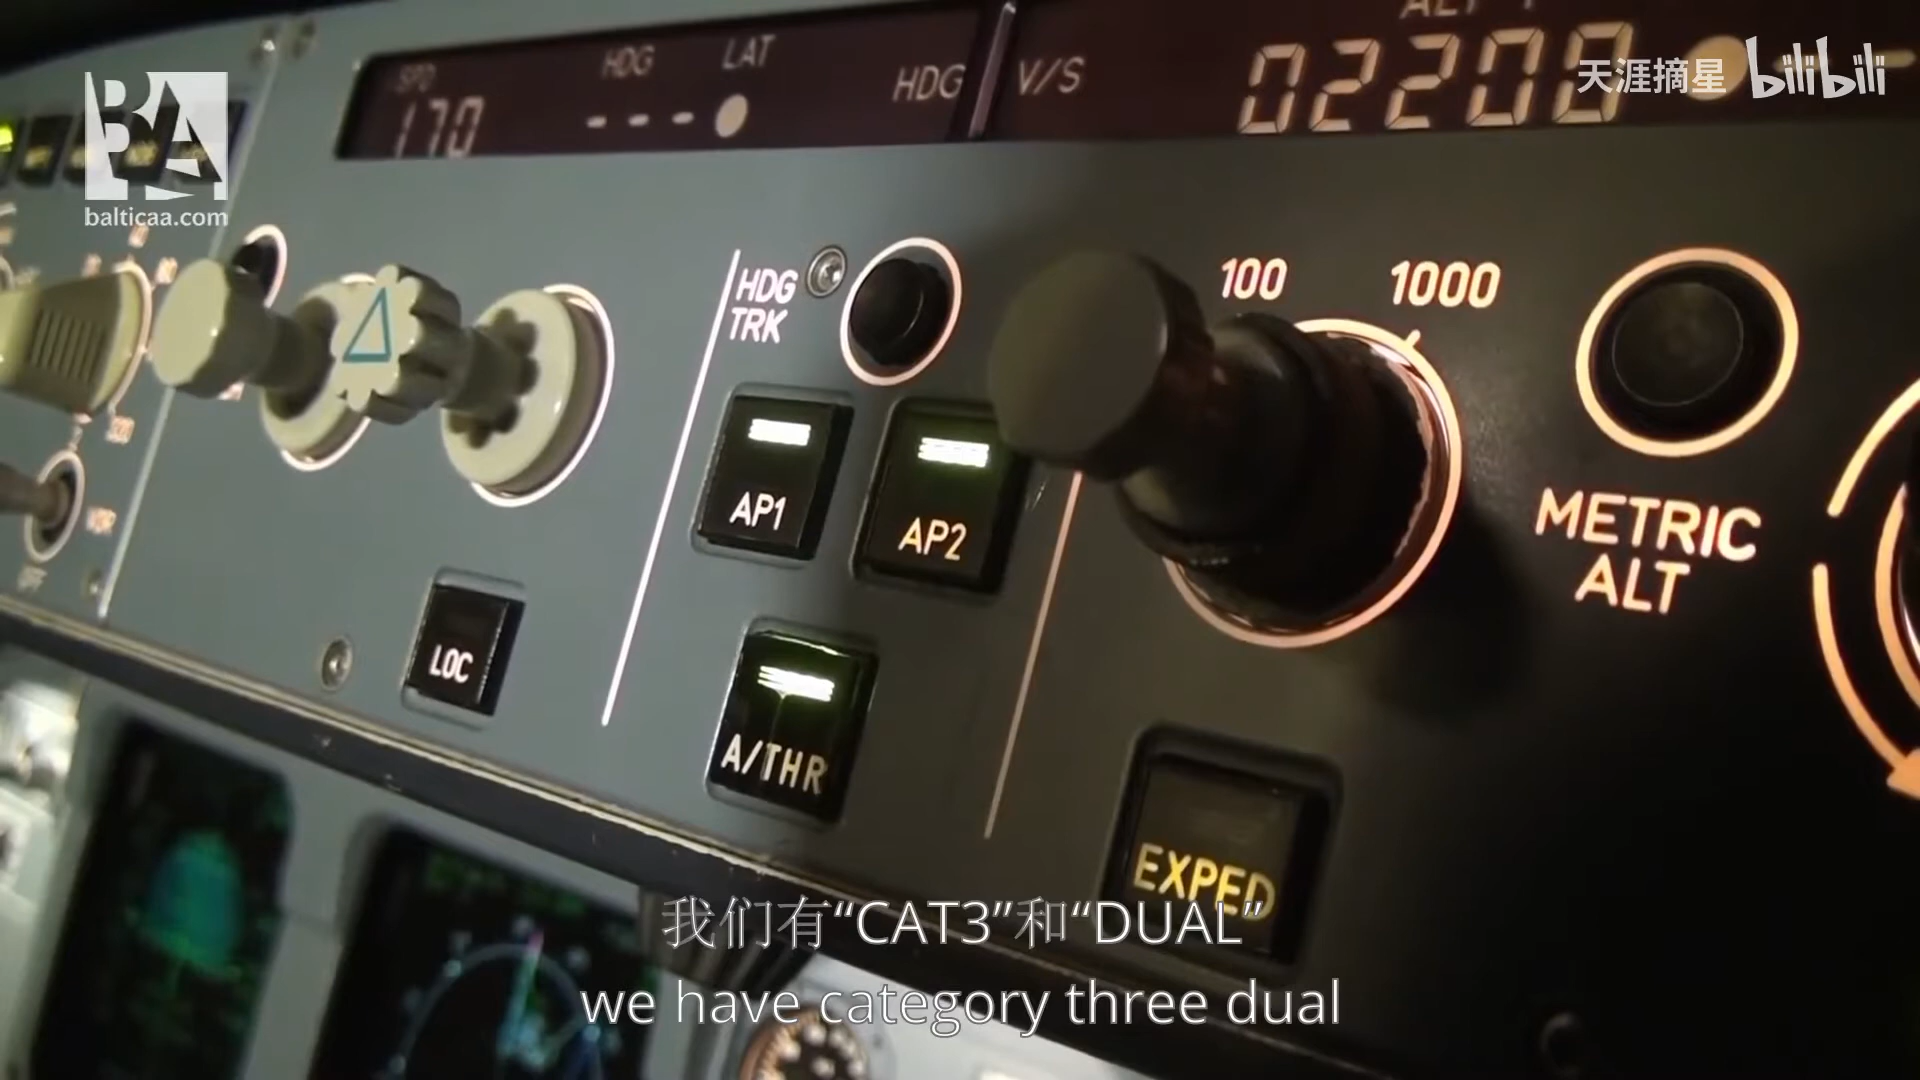 BAA
balticaa.com
SPD
170
HDG
LAT
HDG
V/S
02208
天涯摘星 bilibili
HDG
TRK
100
1000
AP1
AP2
METRIC
ALT
LOC
A/THR
EXPED
我们有“CAT3”和“DUAL”
we have category three dual